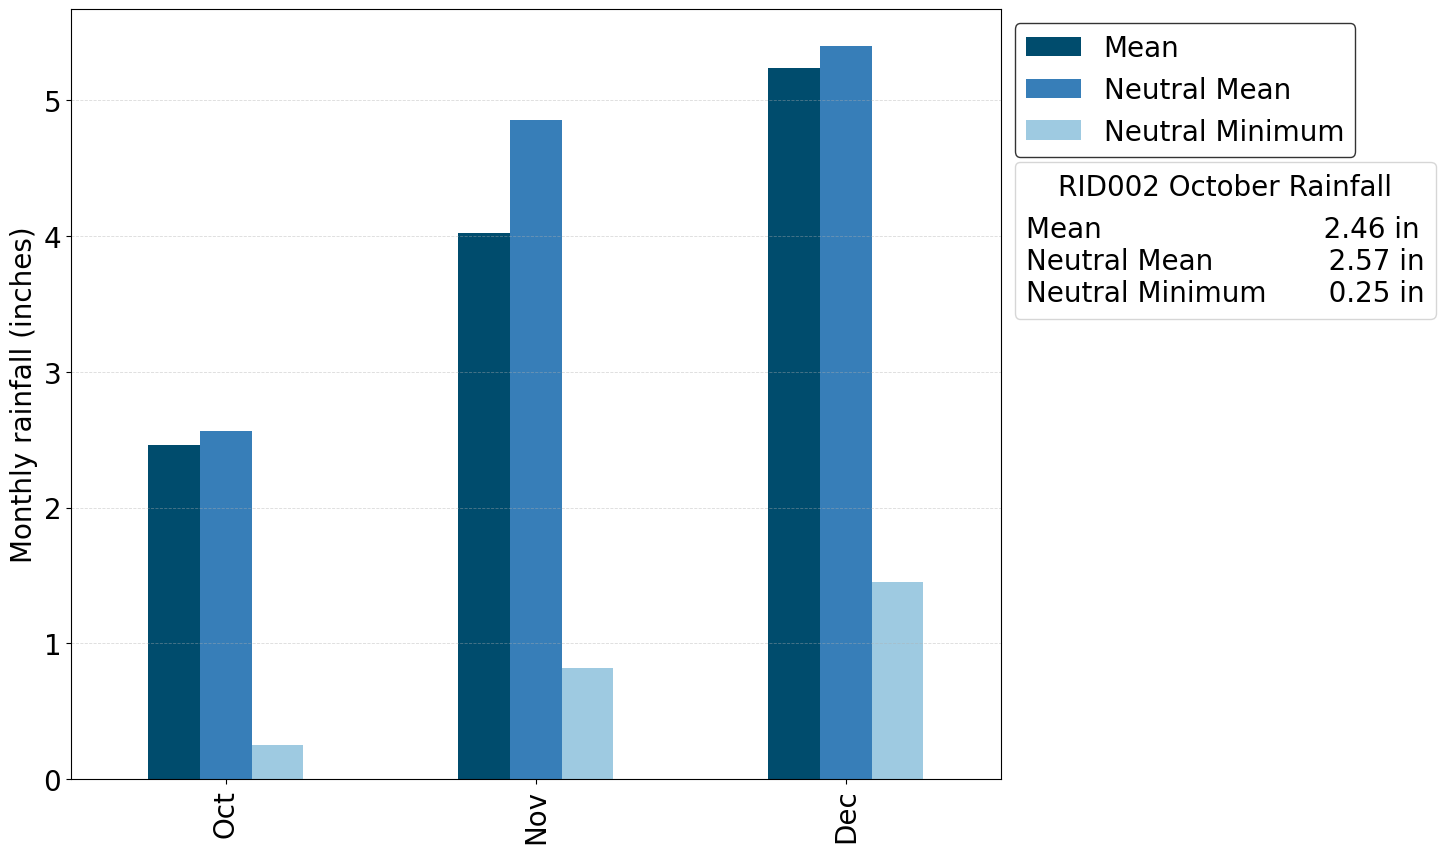 Monthly rainfall (inches)
5
4
3
2
1
0
Oct
Nov
Dec
Mean
Neutral Mean
Neutral Minimum
RID002 October Rainfall
Mean 2.46 in
Neutral Mean 2.57 in
Neutral Minimum 0.25 in